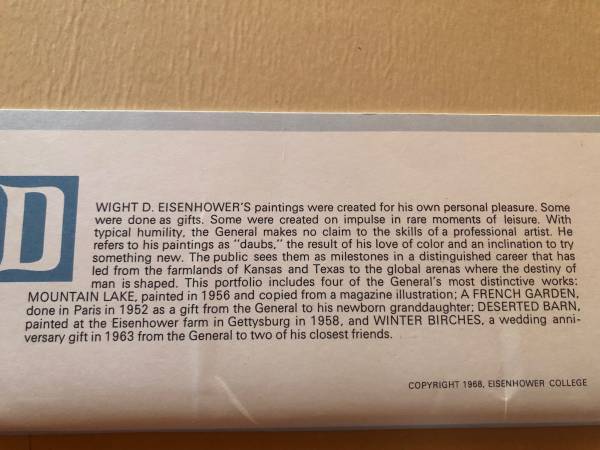 DWIGHT D. EISENHOWER'S paintings were created for his own personal pleasure. Some
were done as gifts. Some were created on impulse in rare moments of leisure. With
typical humility, the General makes no claim to the skills of a professional artist. He
refers to his paintings as "daubs," the result of his love of color and an inclination to try
something new. The public sees them as milestones in a distinguished career that has
led from the farmlands of Kansas and Texas to the global arenas where the destiny of
man is shaped. This portfolio includes four of the General's most distinctive works:
MOUNTAIN LAKE, painted in 1956 and copied from a magazine illustration; A FRENCH GARDEN,
done in Paris in 1952 as a gift from the General to his newborn granddaughter; DESERTED BARN,
painted at the Eisenhower farm in Gettysburg in 1958, and WINTER BIRCHES, a wedding anni-
versary gift in 1963 from the General to two of his closest friends.
COPYRIGHT 1968, EISENHOWER COLLEGE